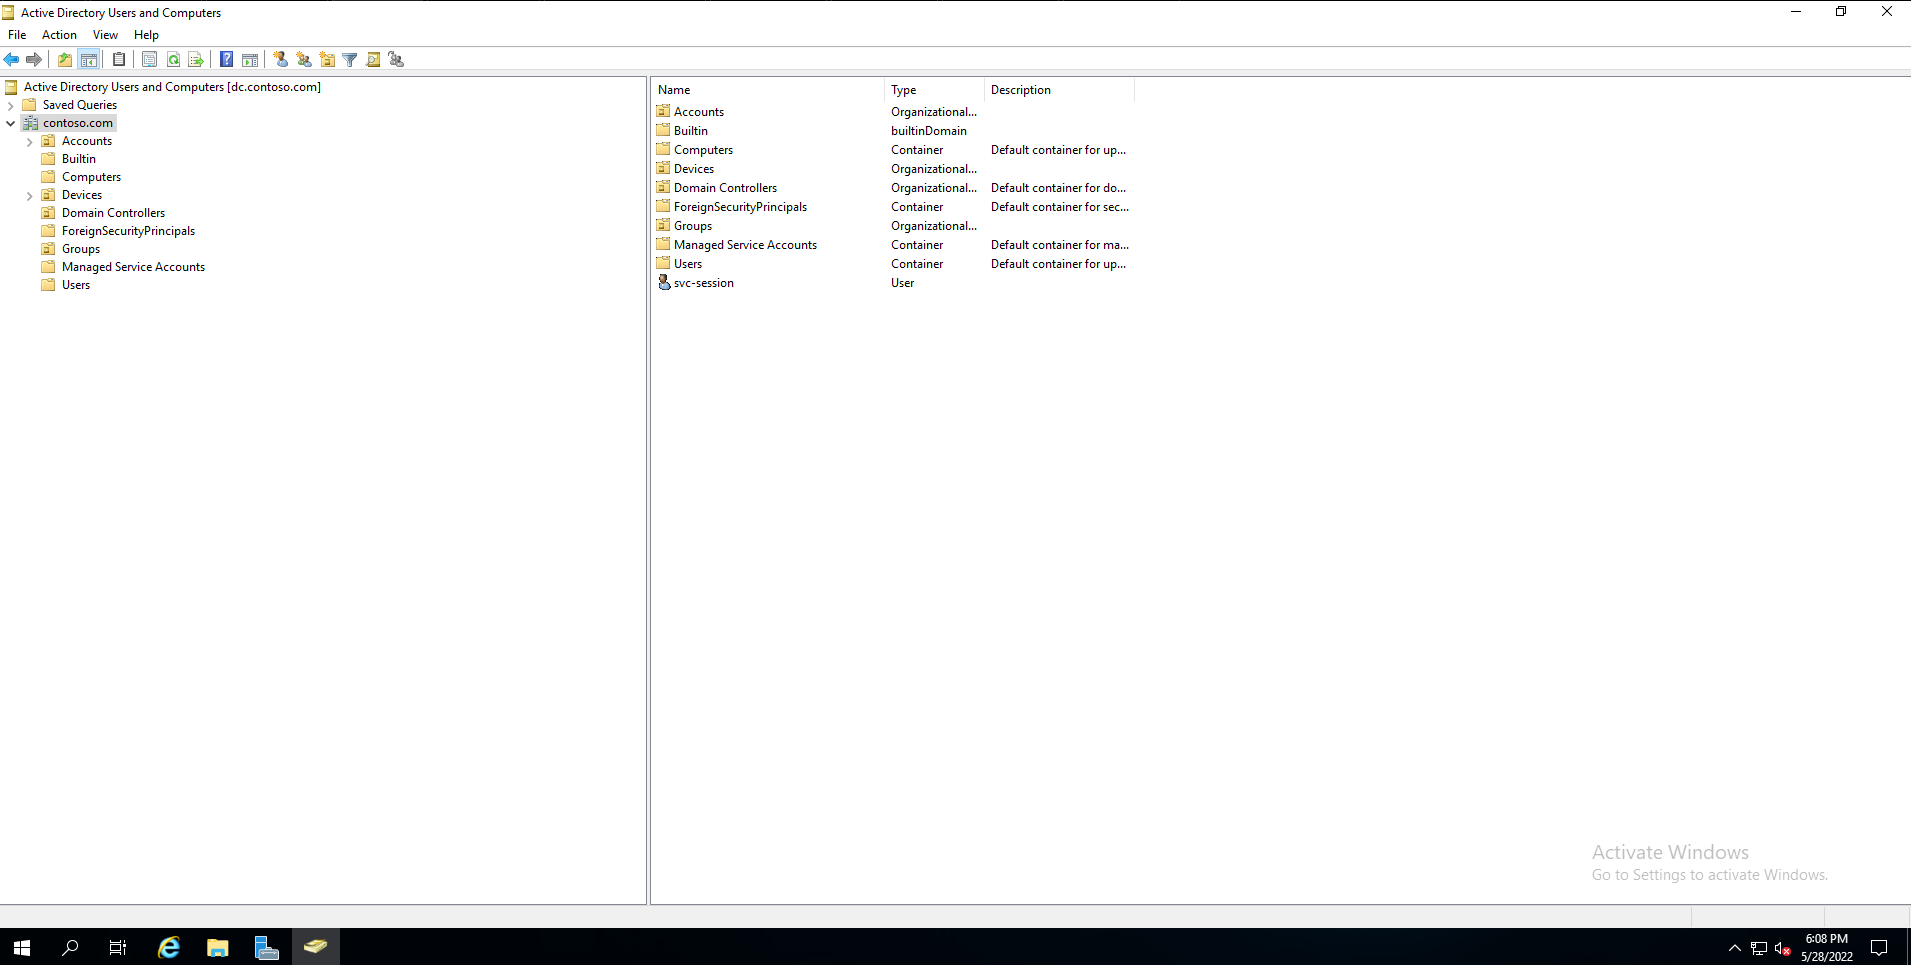 Active Directory Users and Computers
File Action View Help
Active Directory Users and Computers [dc.contoso.com]
Saved Queries
contoso.com
Accounts
Builtin
Computers
Devices
Domain Controllers
ForeignSecurityPrincipals
Groups
Managed Service Accounts
Users
Name Type Description
Accounts Organizational...
Builtin builtinDomain
Computers Container Default container for up...
Devices Organizational...
Domain Controllers Organizational... Default container for do...
ForeignSecurityPrincipals Container Default container for sec...
Groups Organizational...
Managed Service Accounts Container Default container for ma...
Users Container Default container for up...
svc-session User
Activate Windows
Go to Settings to activate Windows.
6:08 PM
5/28/2022